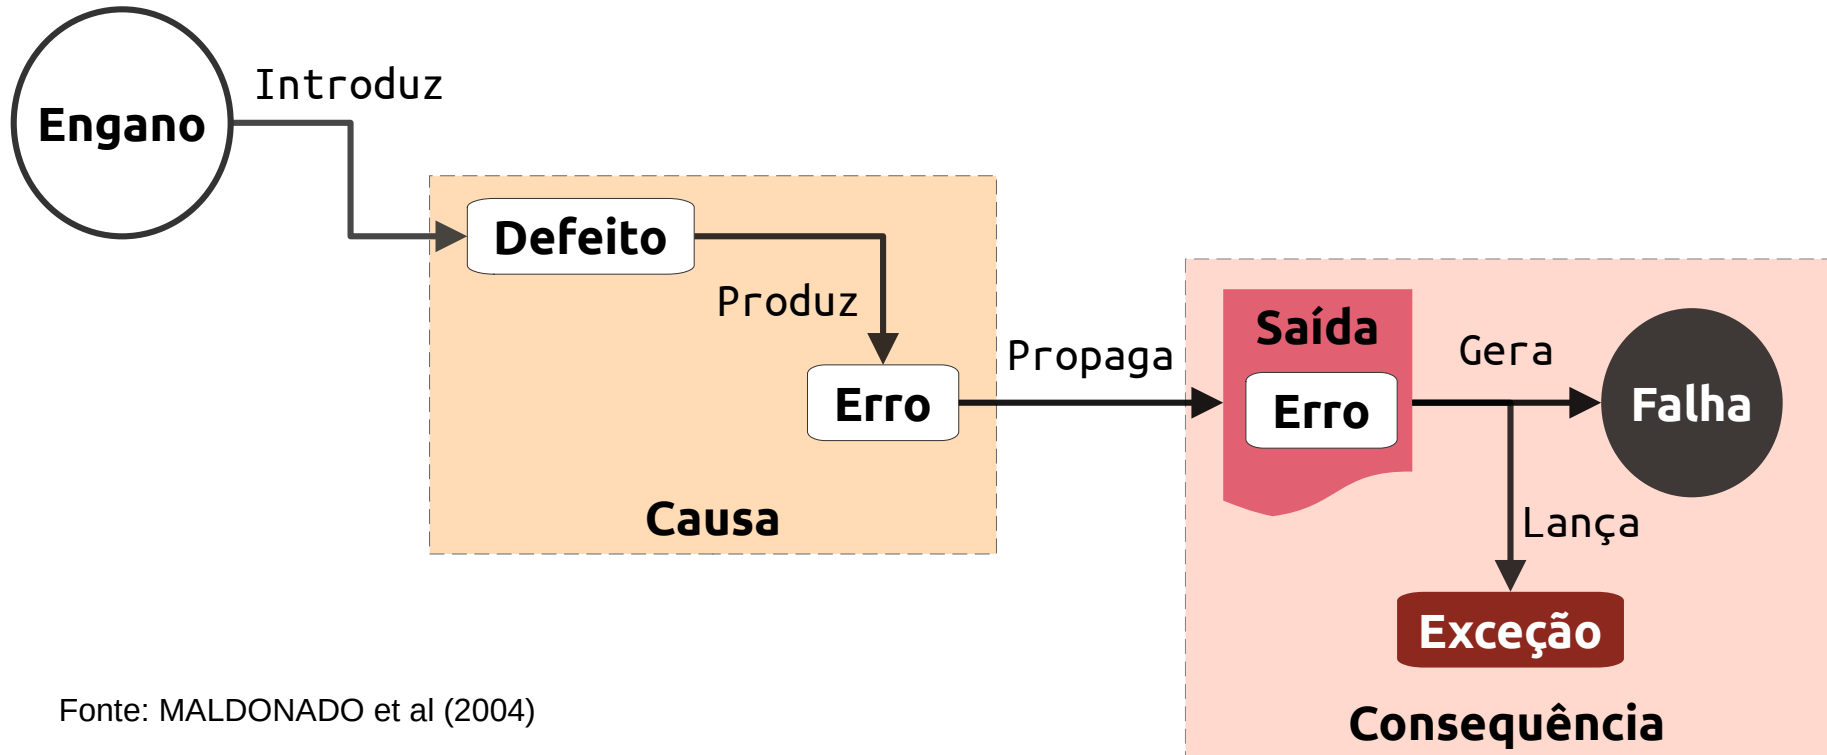 Engano
Introduz
Defeito
Produz
Erro
Causa
Propaga
Saída
Erro
Gera
Falha
Lança
Exceção
Consequência
Fonte: MALDONADO et al (2004)